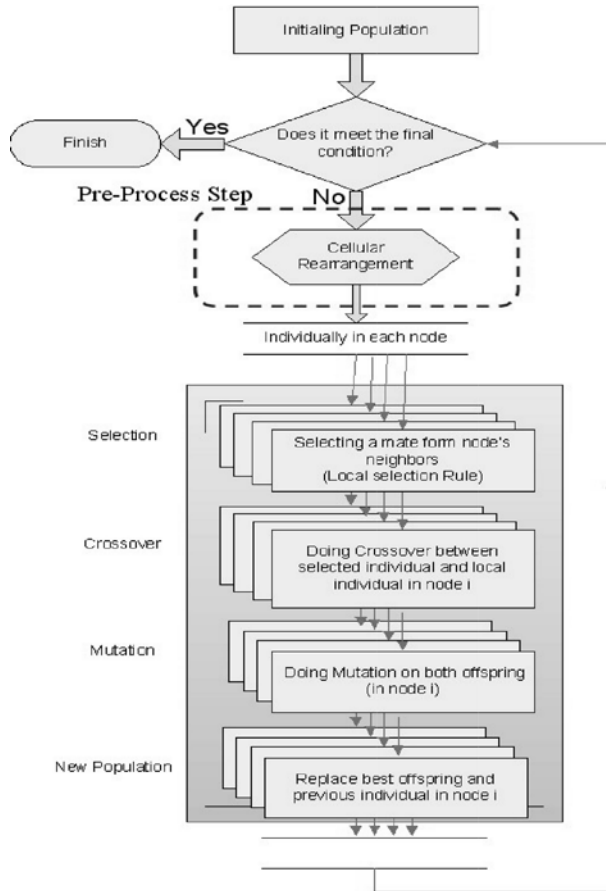 Initialing Population
Does it meet the final
condition?
Yes
Finish
Pre-Process Step
No
Cellular
Rearrangement
Individually in each node
Selection
Selecting a mate form node's
neighbors
(Local selection Rule)
Crossover
Doing Crossover between
selected individual and local
individual in node i
Mutation
Doing Mutation on both offspring
(in node i)
New Population
Replace best offspring and
previous individual in node i